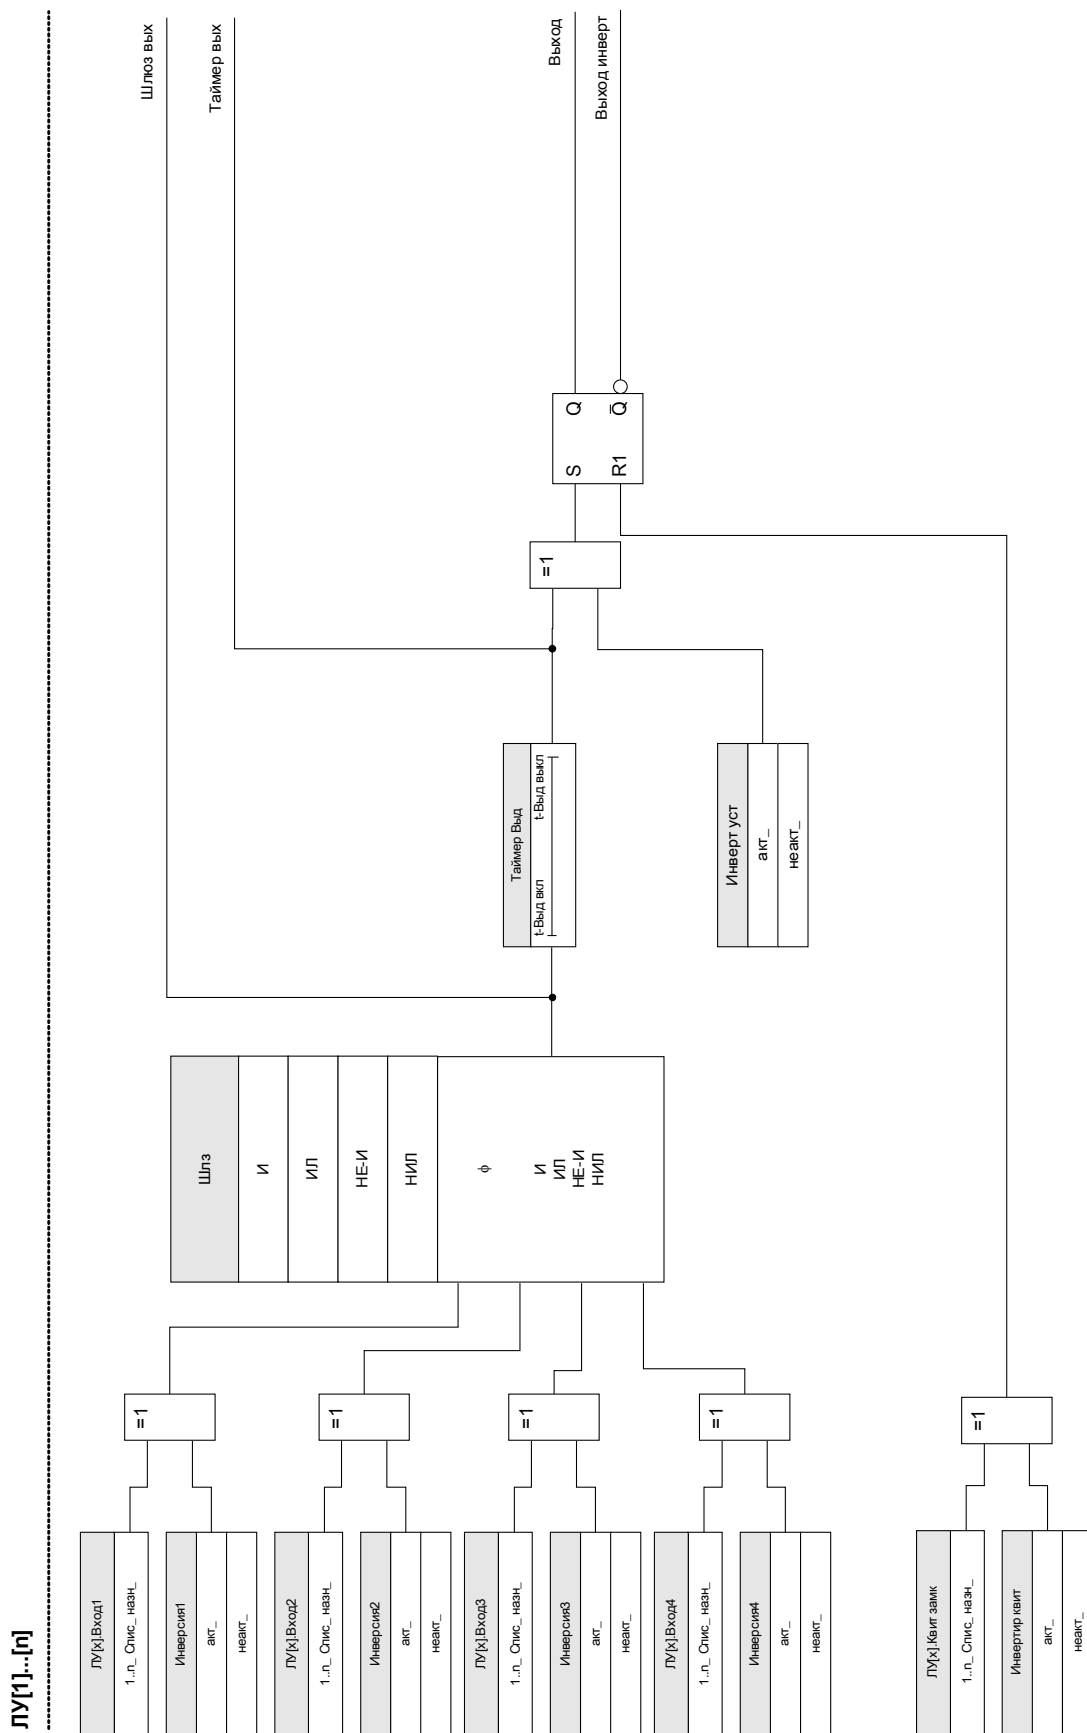 ЛУ[1]...[n]
ЛУ[x].Вход1
1..n_ Спис_ назн_
Инверсия1
акт_
неакт_
ЛУ[x].Вход2
1..n_ Спис_ назн_
Инверсия2
акт_
неакт_
ЛУ[x].Вход3
1..n_ Спис_ назн_
Инверсия3
акт_
неакт_
ЛУ[x].Вход4
1..n_ Спис_ назн_
Инверсия4
акт_
неакт_
ЛУ[x].Квит замк
1..n_ Спис_ назн_
Инвертир квит
акт_
неакт_
=1
=1
=1
=1
=1
Шлз
И
ИЛ
НЕ-И
НИЛ
ф
И
ИЛ
НЕ-И
НИЛ
Таймер Выд
t-Выд вкл
t-Выд выкл
Инверт уст
акт_
неакт_
=1
S Q
R1 Q̅
Шлюз вых
Таймер вых
Выход
Выход инверт